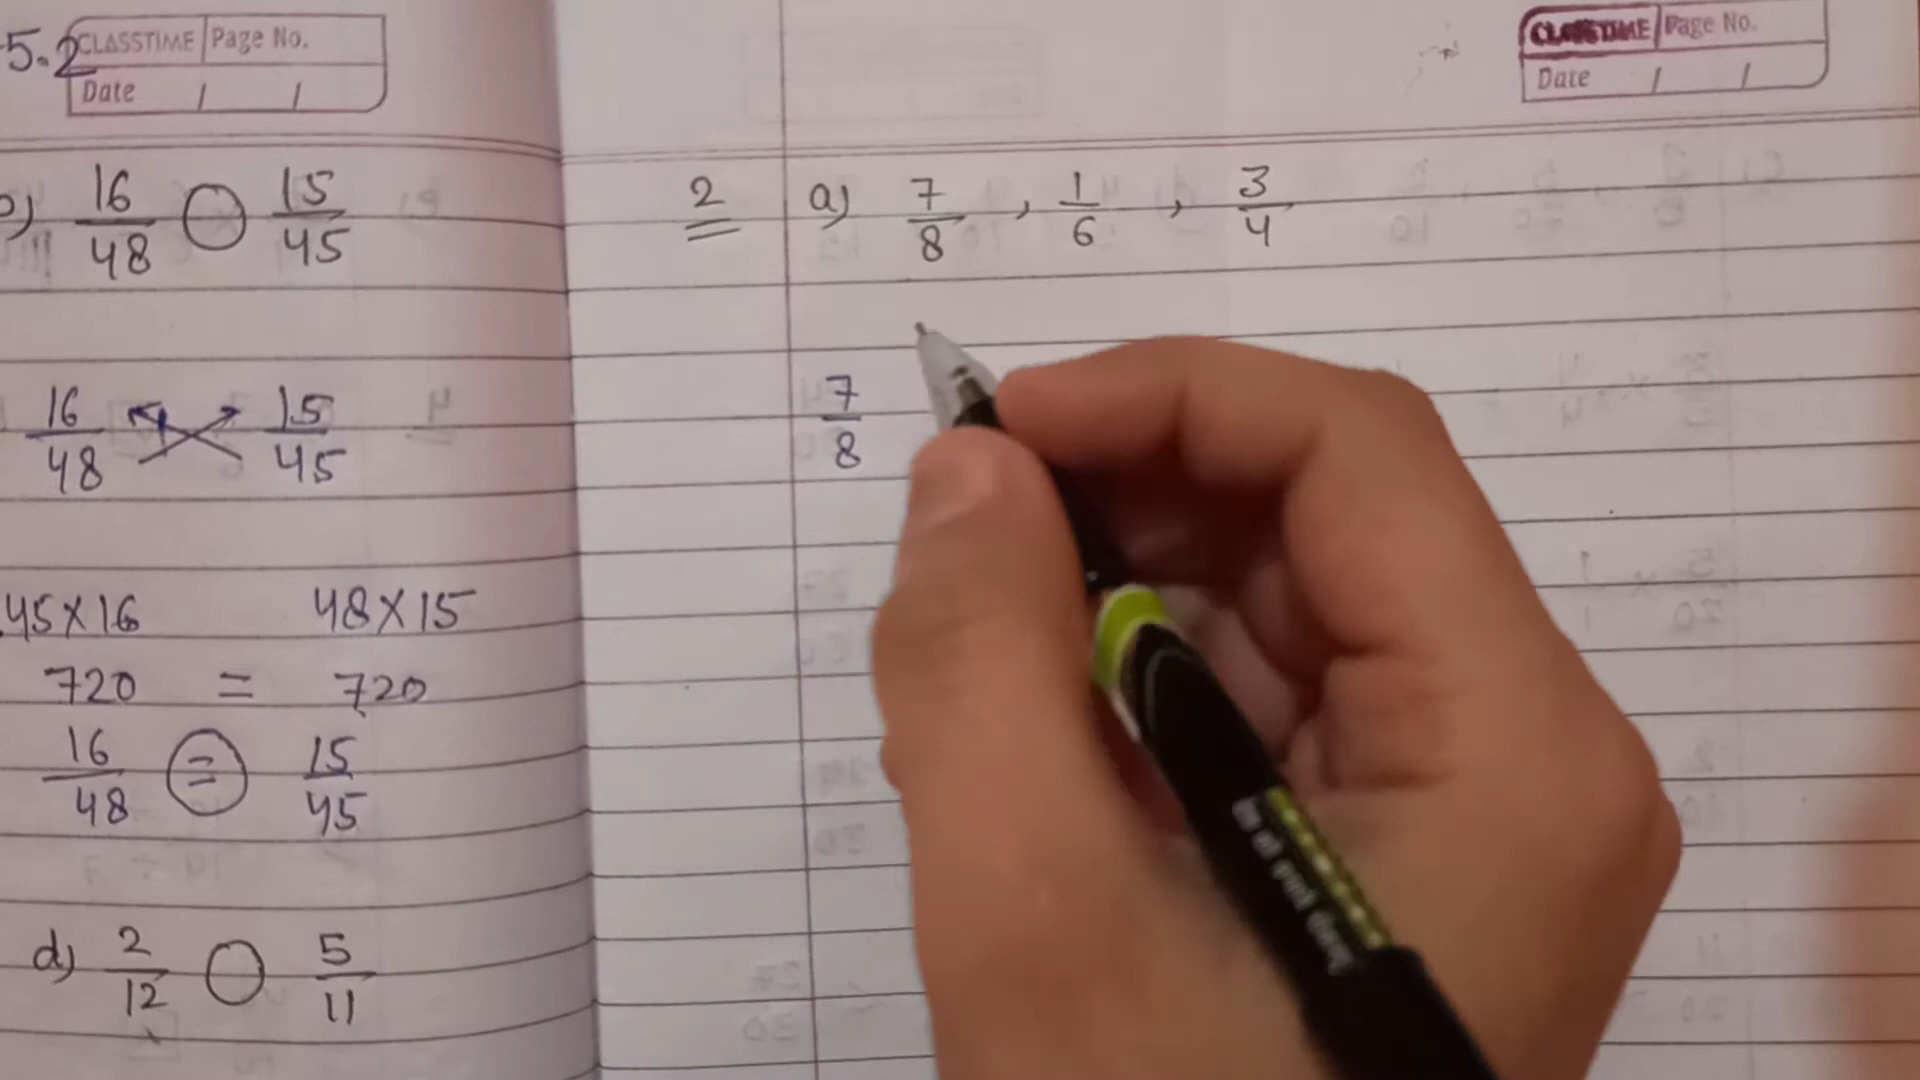 5.2
CLASSTIME Page No.
Date / /
16/48 ○ 15/45
16/48 15/45
45×16 48×15
720 = 720
16/48 = 15/45
d) 2/12 ○ 5/11
CLASSTIME Page No.
Date / /
2 a) 7/8 , 1/6 , 3/4
7/8